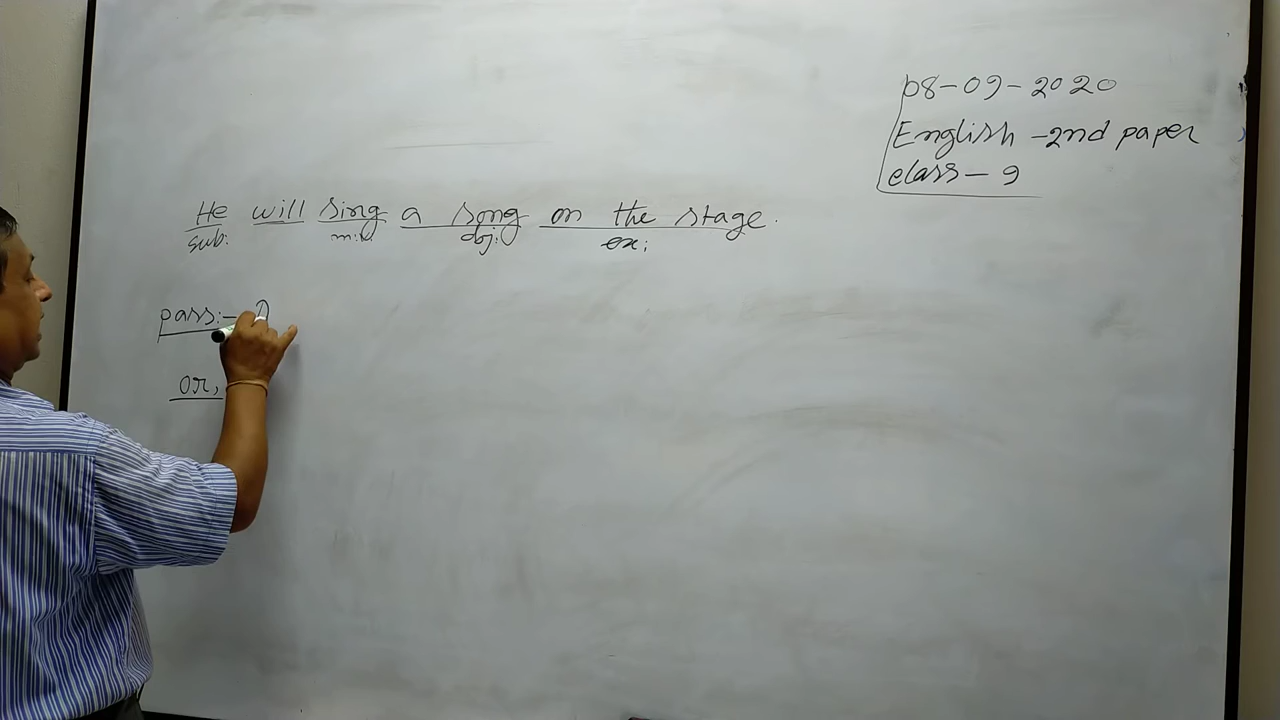 08-09-2020
English -2nd paper
class- 9
He will sing a song on the stage.
sub: m.v. obj: ex:
pass:-
or,